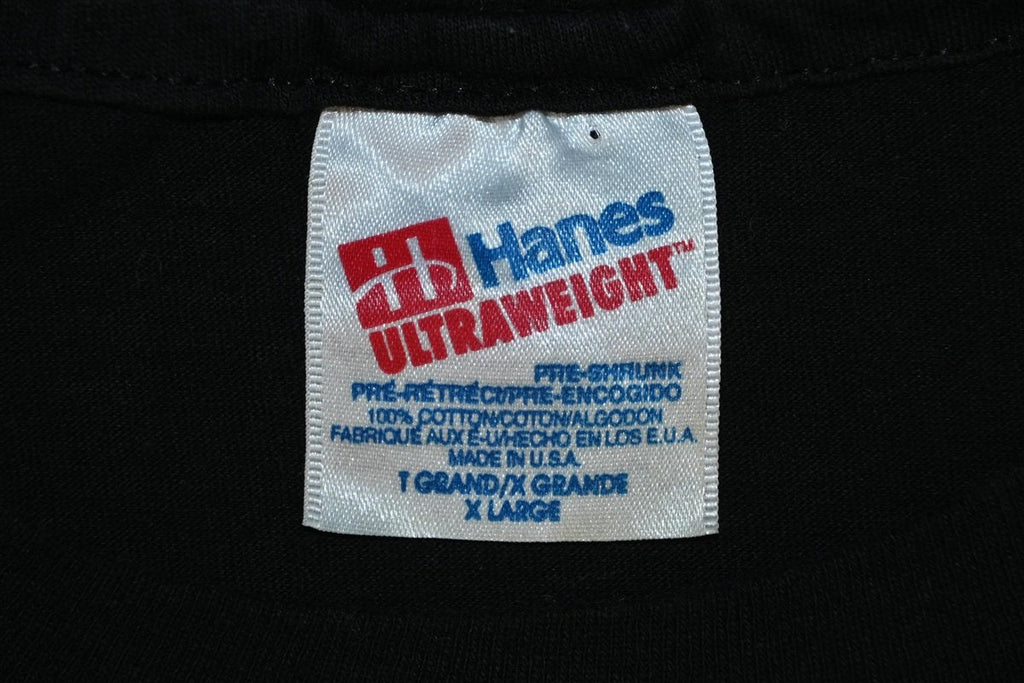 Hanes
ULTRAWEIGHT™
PRE-SHRUNK
PRÉ-RÉTRÉCI/PRE-ENCOGIDO
100% COTTON/COTON/ALGODON
FABRIQUÉ AUX É-U/HECHO EN LOS E.U.A.
MADE IN U.S.A.
T GRAND/X GRANDE
X LARGE